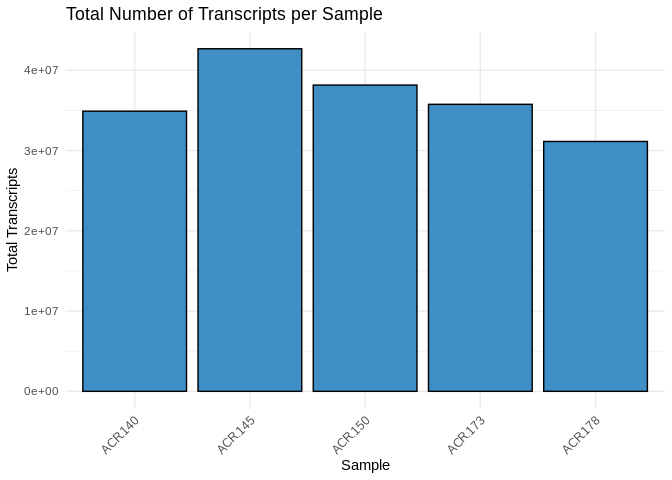 Total Number of Transcripts per Sample
Total Transcripts
4e+07
3e+07
2e+07
1e+07
0e+00
ACR140
ACR145
ACR150
ACR173
ACR178
Sample